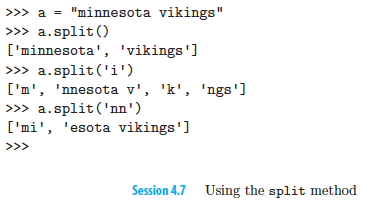 >>> a = "minnesota vikings"
>>> a.split()
['minnesota', 'vikings']
>>> a.split('i')
['m', 'nnesota v', 'k', 'ngs']
>>> a.split('nn')
['mi', 'esota vikings']
>>>
Session 4.7 Using the split method